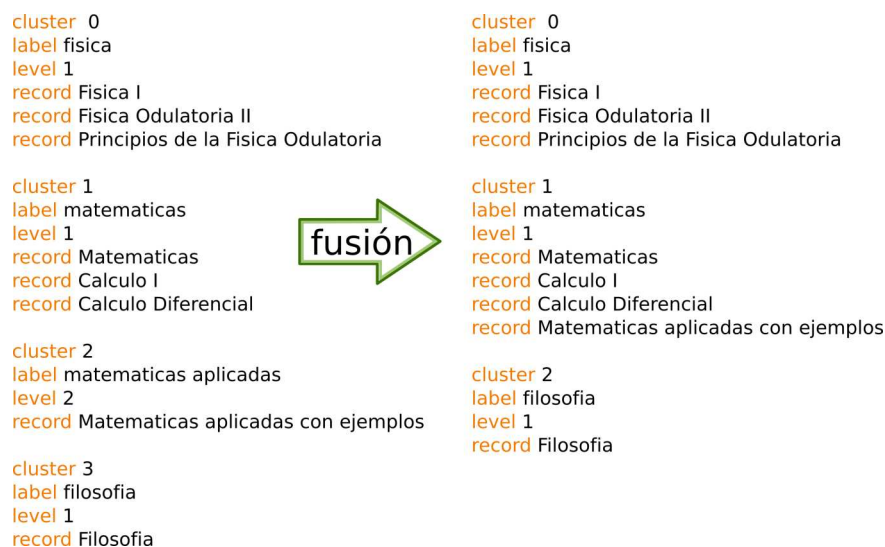 cluster 0
label fisica
level 1
record Fisica I
record Fisica Odulatoria II
record Principios de la Fisica Odulatoria
cluster 1
label matematicas
level 1
record Matematicas
record Calculo I
record Calculo Diferencial
cluster 2
label matematicas aplicadas
level 2
record Matematicas aplicadas con ejemplos
cluster 3
label filosofia
level 1
record Filosofia
fusión
cluster 0
label fisica
level 1
record Fisica I
record Fisica Odulatoria II
record Principios de la Fisica Odulatoria
cluster 1
label matematicas
level 1
record Matematicas
record Calculo I
record Calculo Diferencial
record Matematicas aplicadas con ejemplos
cluster 2
label filosofia
level 1
record Filosofia